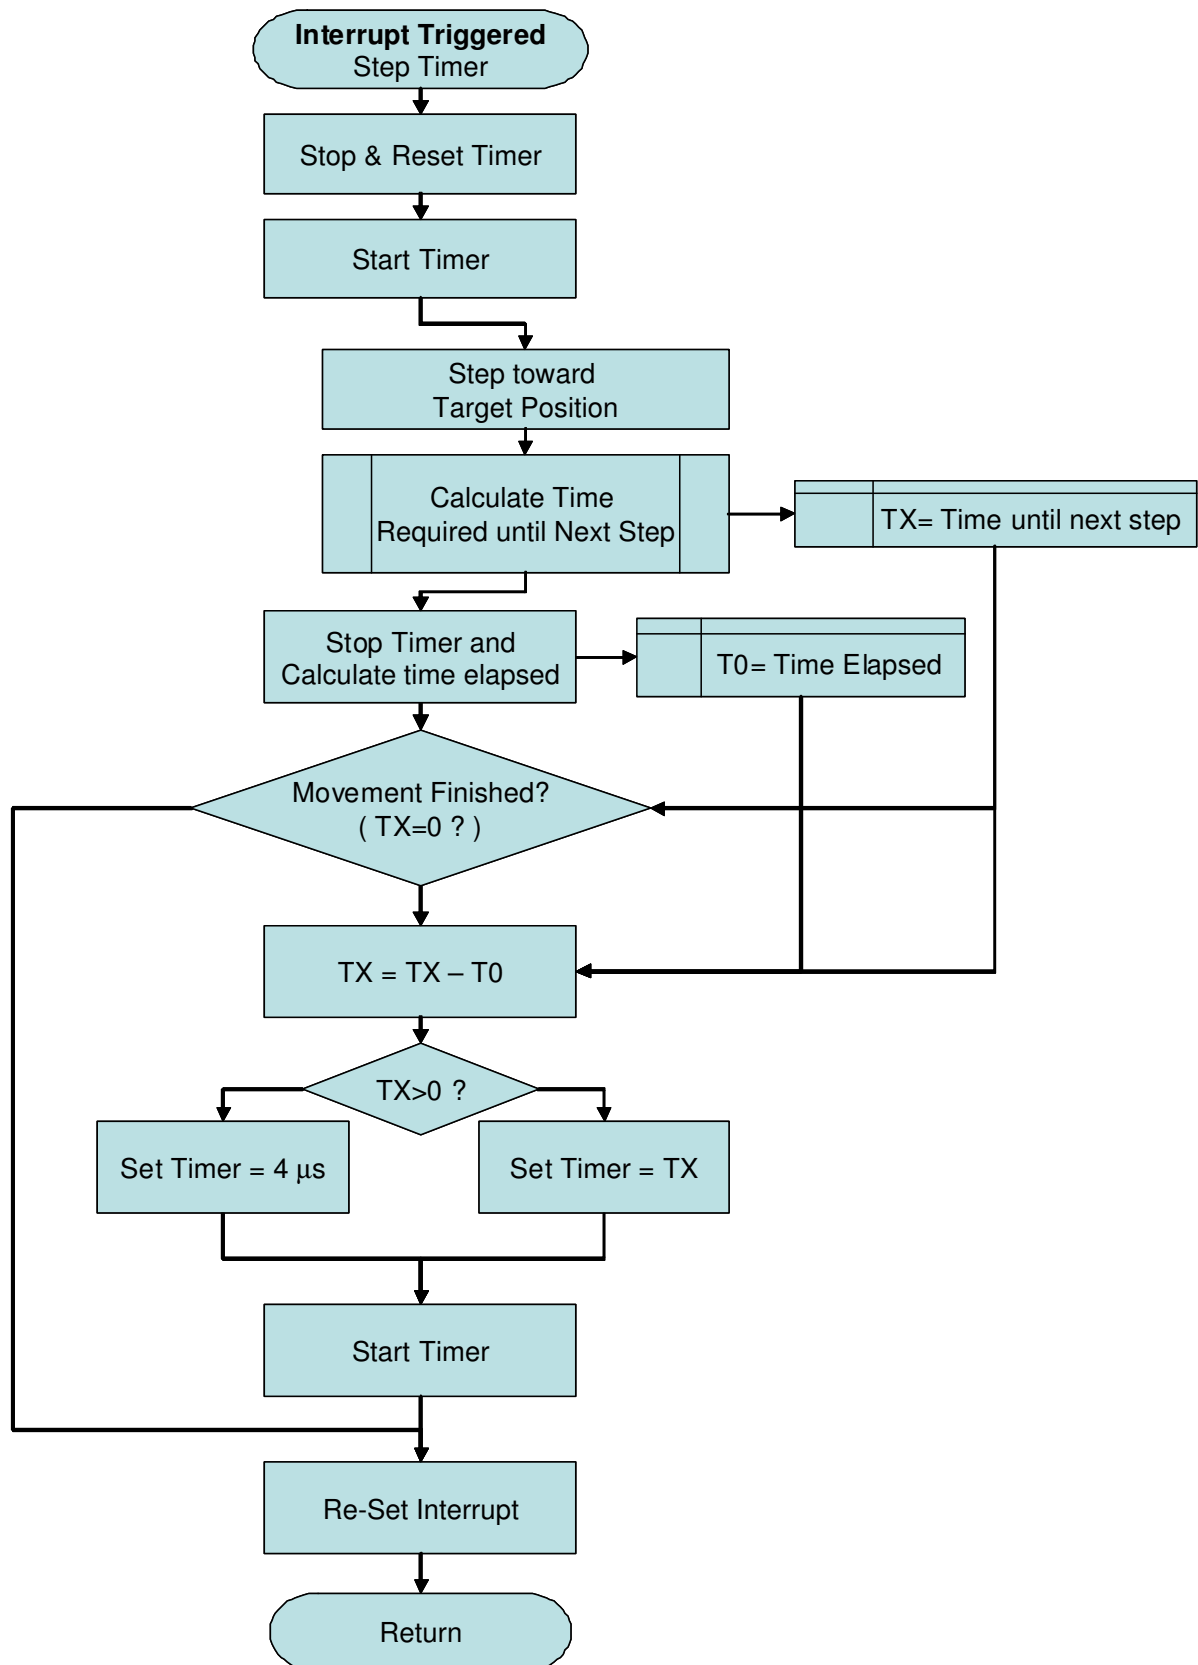 Interrupt Triggered
Step Timer
Stop & Reset Timer
Start Timer
Step toward
Target Position
Calculate Time
Required until Next Step
TX= Time until next step
Stop Timer and
Calculate time elapsed
T0= Time Elapsed
Movement Finished?
( TX=0 ? )
TX = TX – T0
TX>0 ?
Set Timer = 4 μs
Set Timer = TX
Start Timer
Re-Set Interrupt
Return